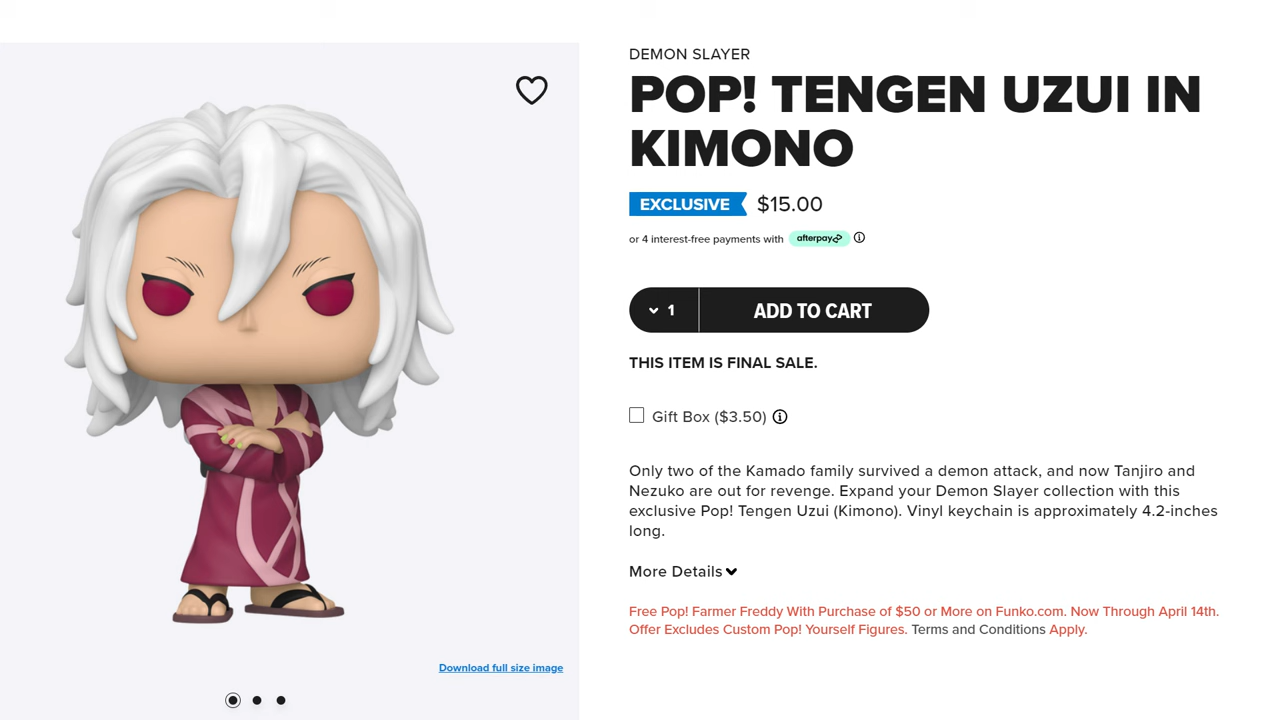 DEMON SLAYER
POP! TENGEN UZUI IN
KIMONO
EXCLUSIVE $15.00
or 4 interest-free payments with afterpay
1 ADD TO CART
THIS ITEM IS FINAL SALE.
Gift Box ($3.50)
Only two of the Kamado family survived a demon attack, and now Tanjiro and
Nezuko are out for revenge. Expand your Demon Slayer collection with this
exclusive Pop! Tengen Uzui (Kimono). Vinyl keychain is approximately 4.2-inches
long.
More Details
Free Pop! Farmer Freddy With Purchase of $50 or More on Funko.com. Now Through April 14th.
Offer Excludes Custom Pop! Yourself Figures. Terms and Conditions Apply.
Download full size image